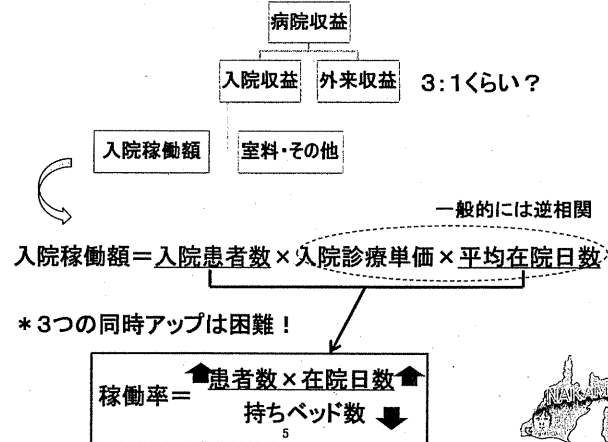 病院収益
入院収益 外来収益 3:1くらい?
入院稼働額 室料・その他
一般的には逆相関
入院稼働額=入院患者数×入院診療単価×平均在院日数
*3つの同時アップは困難!
稼働率=
患者数×在院日数
持ちベッド数
5